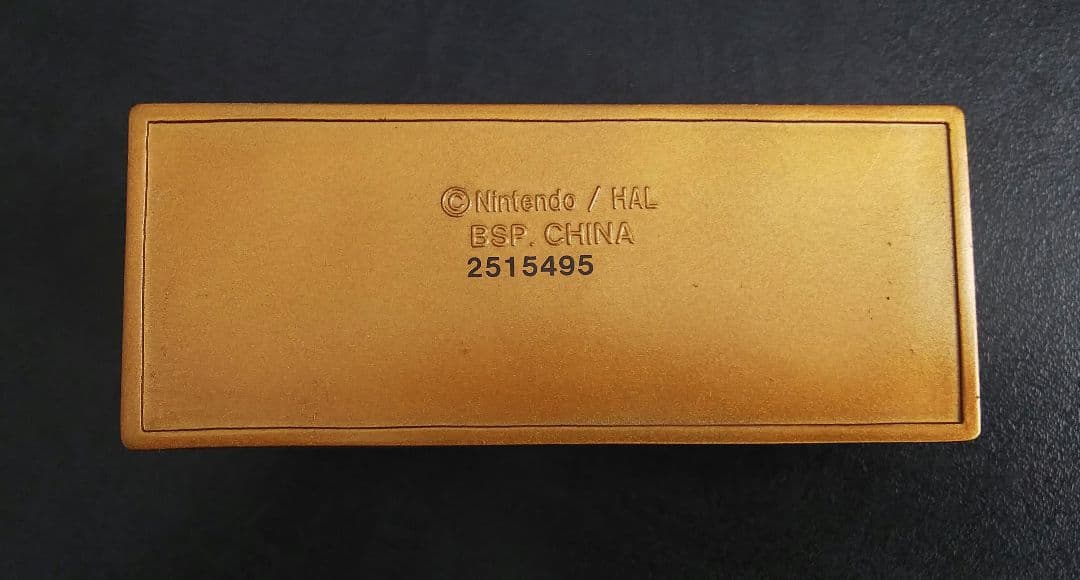 ©Nintendo / HAL
BSP. CHINA
2515495